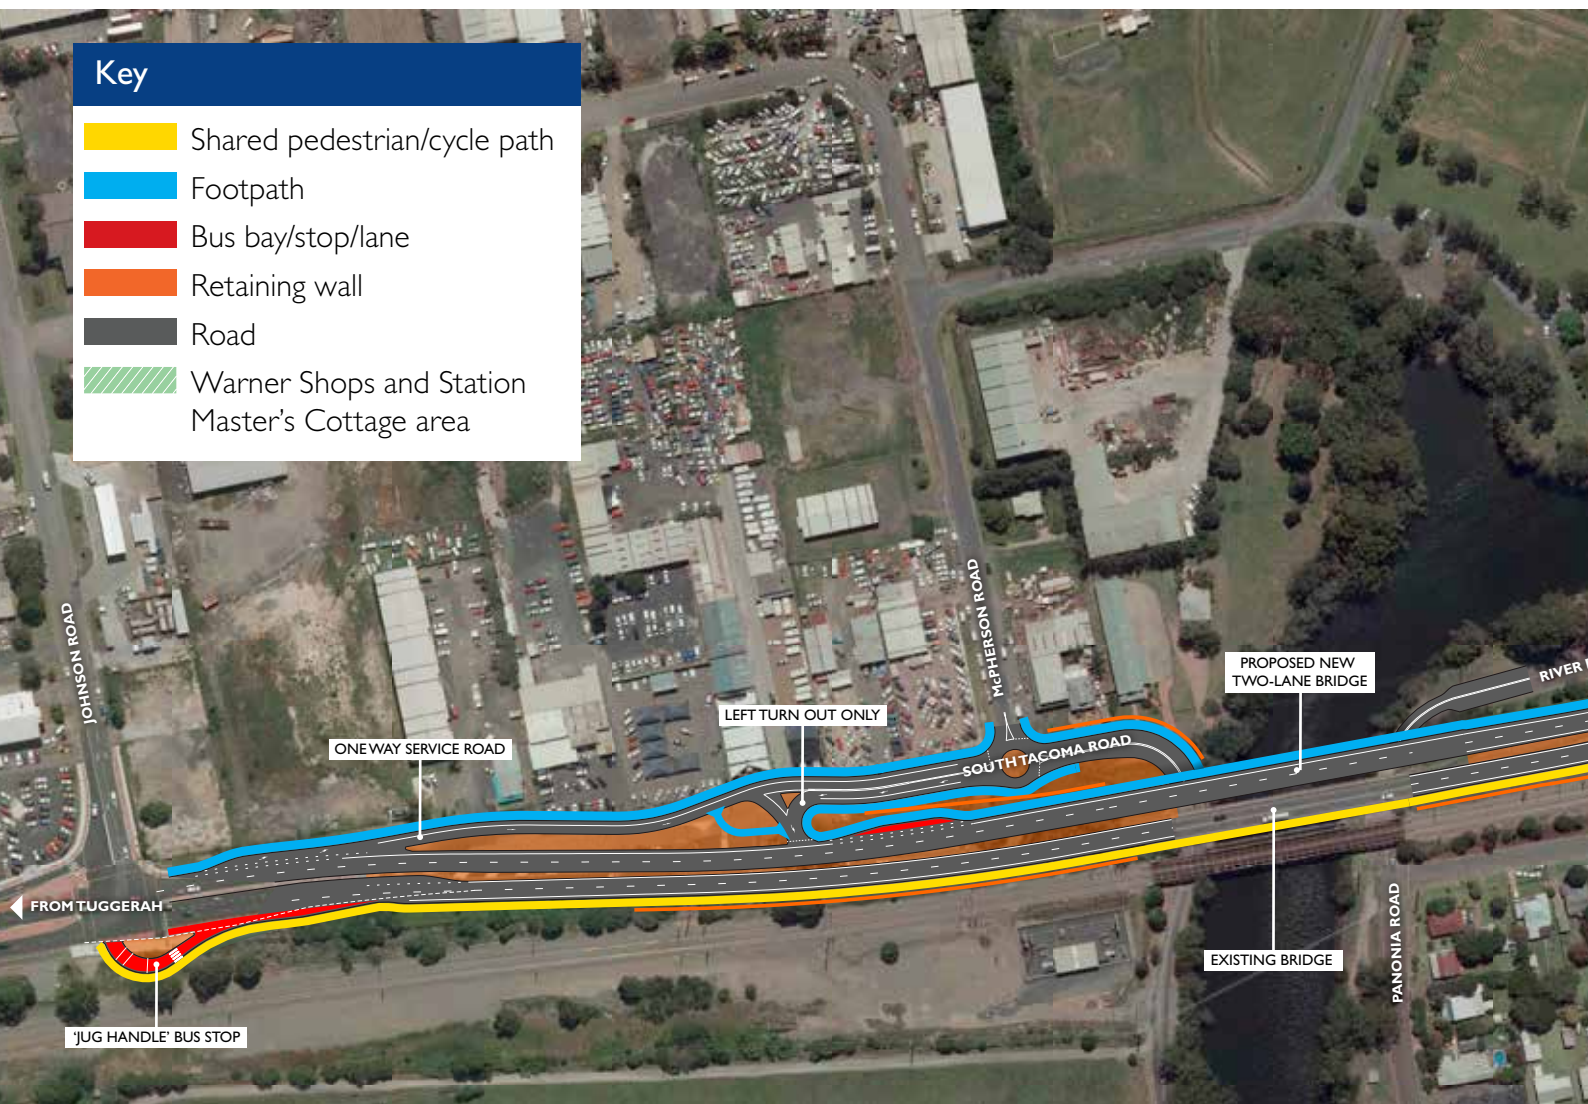 Key
Shared pedestrian/cycle path
Footpath
Bus bay/stop/lane
Retaining wall
Road
Warner Shops and Station
Master's Cottage area
JOHNSON ROAD
McPHERSON ROAD
PROPOSED NEW
TWO-LANE BRIDGE
RIVER
LEFT TURN OUT ONLY
ONE WAY SERVICE ROAD
SOUTH TACOMA ROAD
FROM TUGGERAH
PANONIA ROAD
EXISTING BRIDGE
'JUG HANDLE' BUS STOP